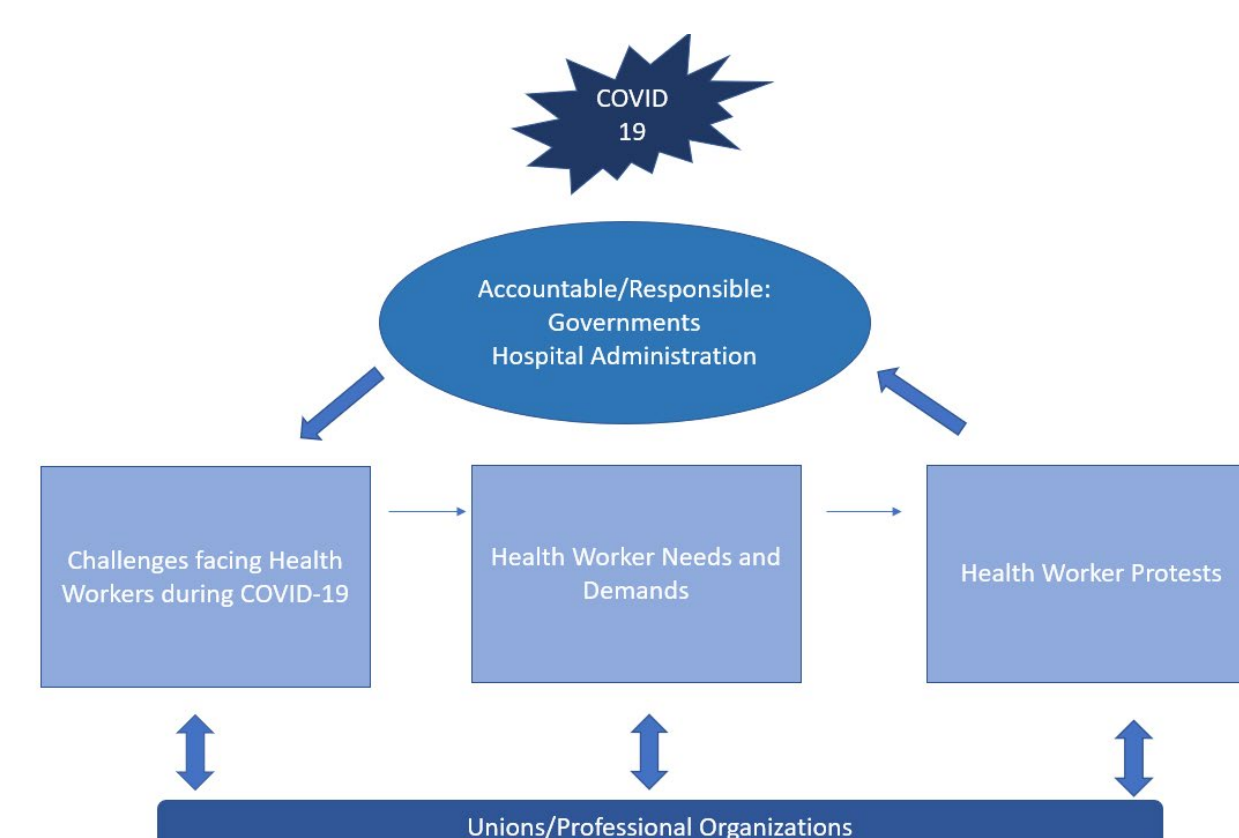 COVID
19
Accountable/Responsible:
Governments
Hospital Administration
Challenges facing Health
Workers during COVID-19
Health Worker Needs and
Demands
Health Worker Protests
Unions/Professional Organizations